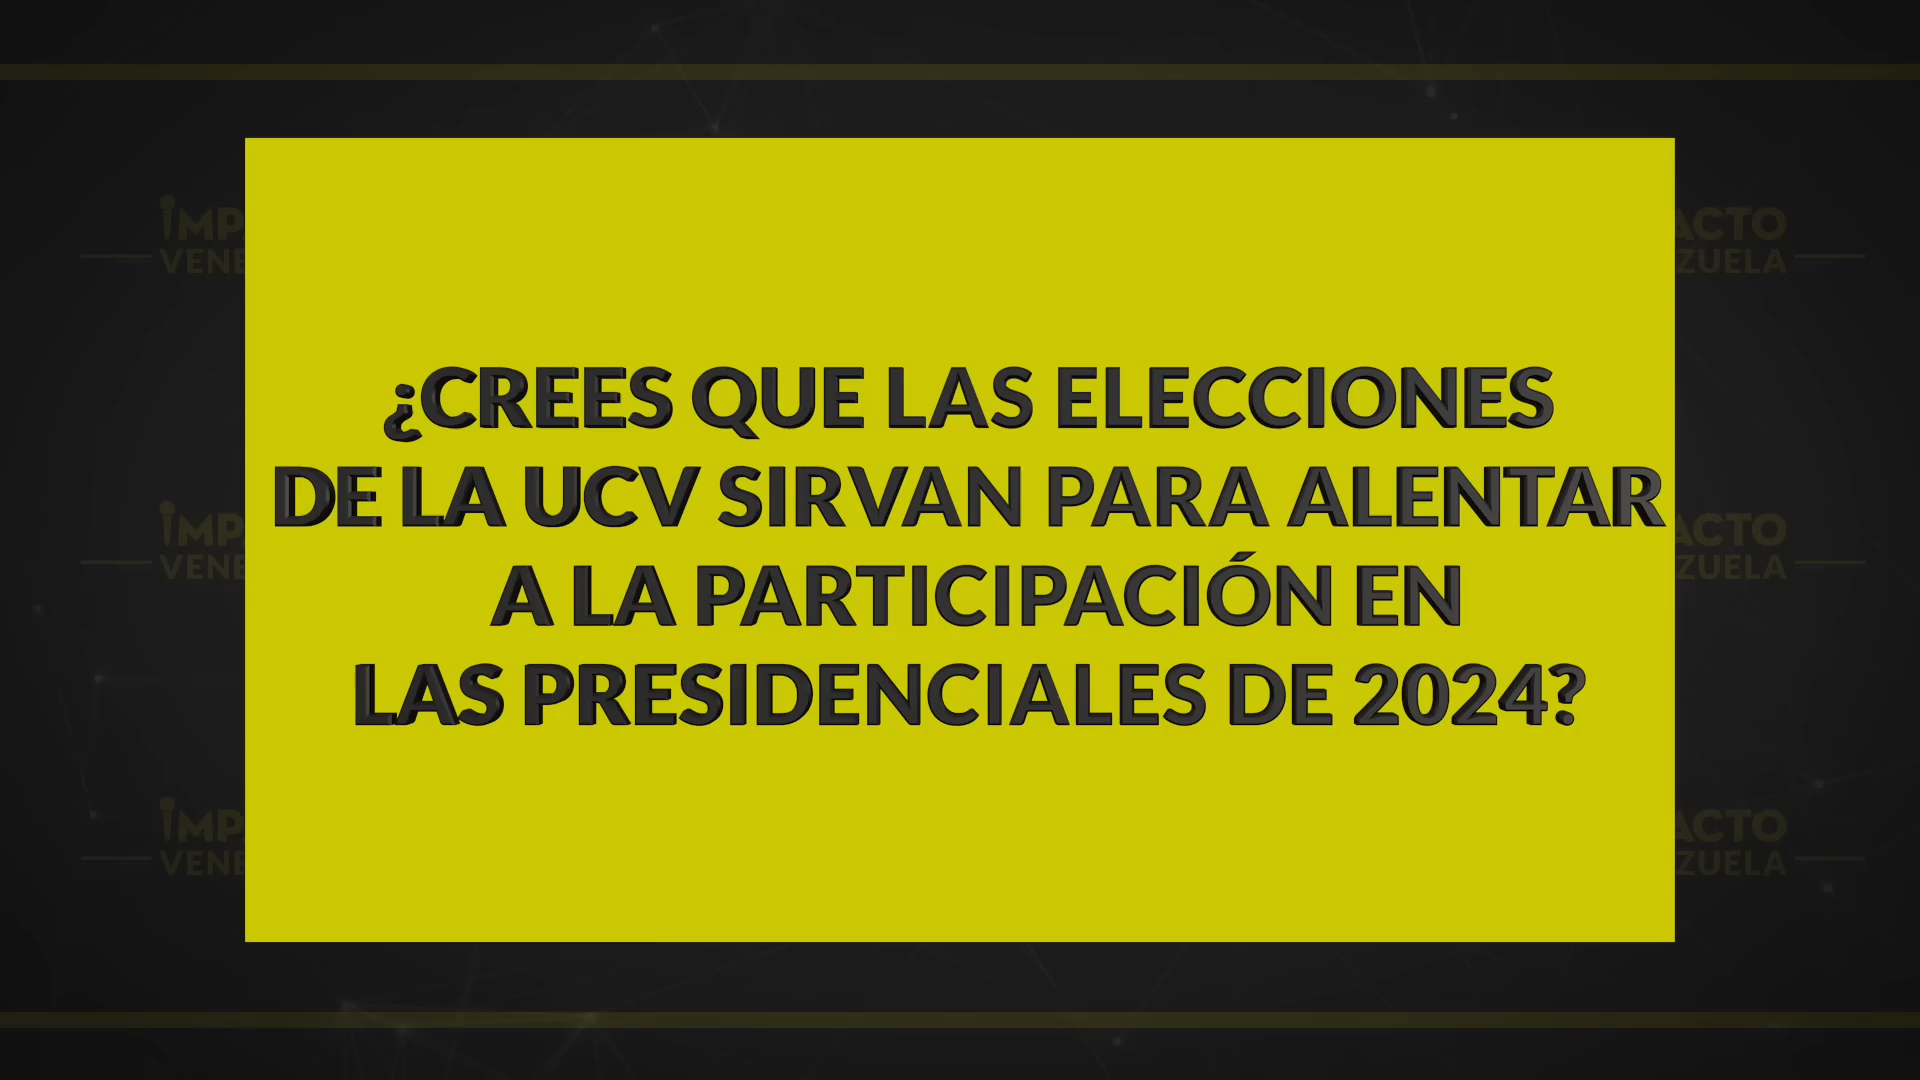 ¿CREES QUE LAS ELECCIONES
DE LA UCV SIRVAN PARA ALENTAR
A LA PARTICIPACIÓN EN
LAS PRESIDENCIALES DE 2024?